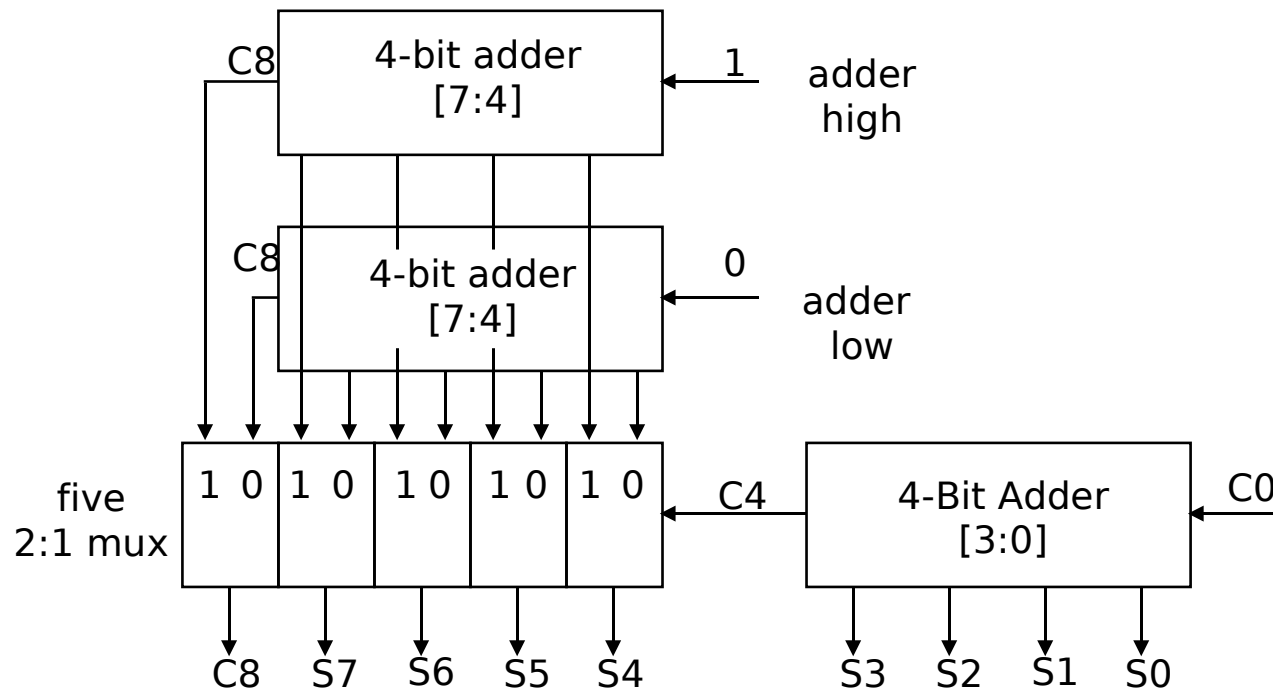 C8
4-bit adder
[7:4]
1
adder
high
C8
4-bit adder
[7:4]
0
adder
low
five
2:1 mux
1 0 1 0 1 0 1 0 1 0
C4
4-Bit Adder
[3:0]
C0
C8 S7 S6 S5 S4 S3 S2 S1 S0